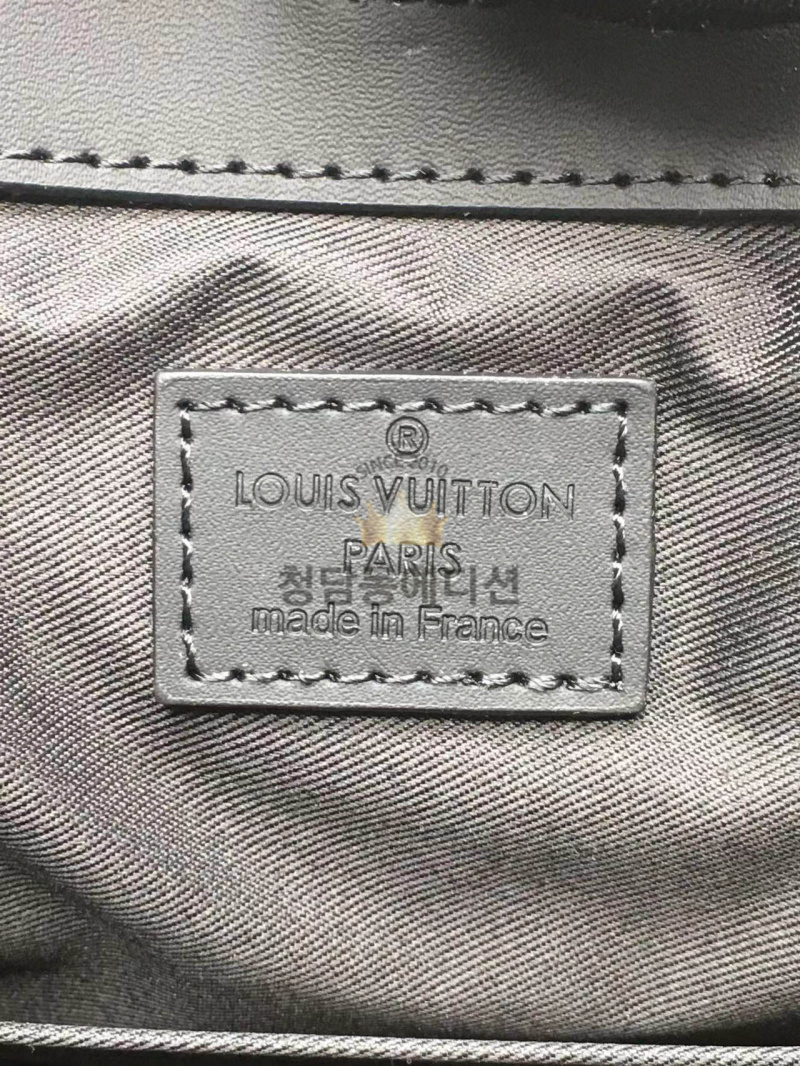 ®
SINCE 2010
LOUIS VUITTON
PARIS
청담동에디션
made in France